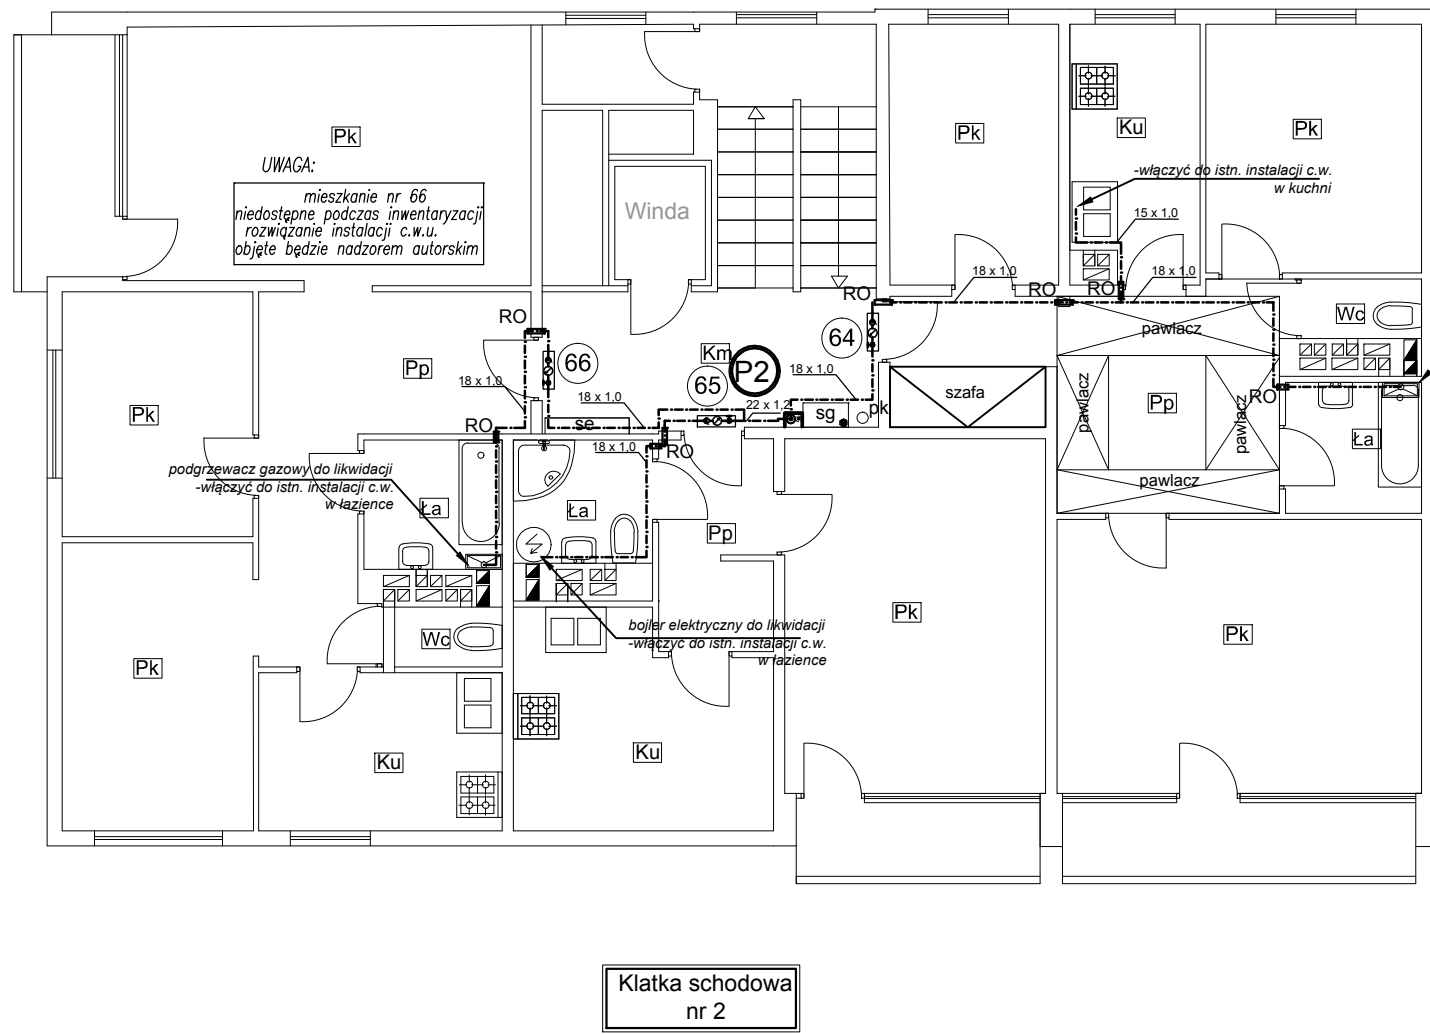 Pk
UWAGA:
mieszkanie nr 66
niedostępne podczas inwentaryzacji
rozwiązanie instalacji c.w.u.
objęte będzie nadzorem autorskim
Winda
Pk
Ku
Pk
-włączyć do istn. instalacji c.w.
w kuchni
15 x 1,0
18 x 1,0
18 x 1,0
RO
RO
RO
RO
Wc
pawlacz
64
66
Km
P2
65
Pp
18 x 1,0
18 x 1,0
18 x 1,0
22 x 1,2
szafa
pawlacz
Pp
pawlacz
RO
Pk
se
sg
pk
RO
18 x 1,0
RO
Ła
podgrzewacz gazowy do likwidacji
-włączyć do istn. instalacji c.w.
w łazience
pawlacz
Ła
Ła
Pp
Pk
Pk
bojler elektryczny do likwidacji
-włączyć do istn. instalacji c.w.
w łazience
Wc
Pk
Ku
Ku
Klatka schodowa
nr 2